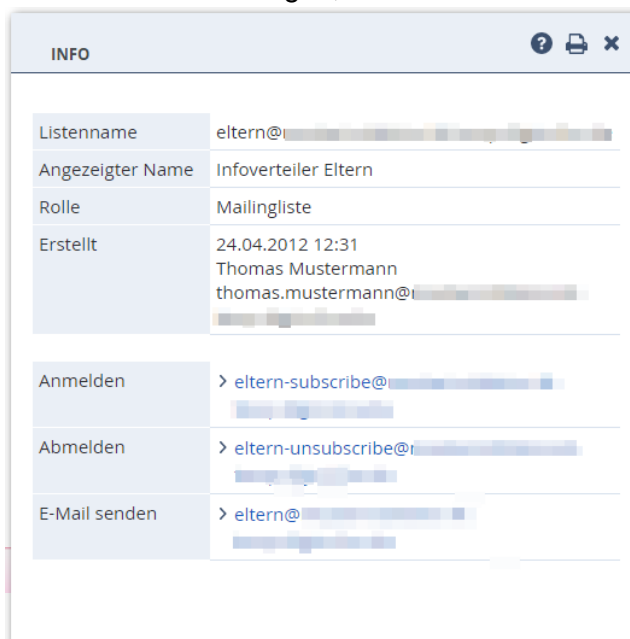 INFO
Listenname eltern@
Angezeigter Name Infoverteiler Eltern
Rolle Mailingliste
Erstellt 24.04.2012 12:31
Thomas Mustermann
thomas.mustermann@
Anmelden > eltern-subscribe@
Abmelden > eltern-unsubscribe@
E-Mail senden > eltern@